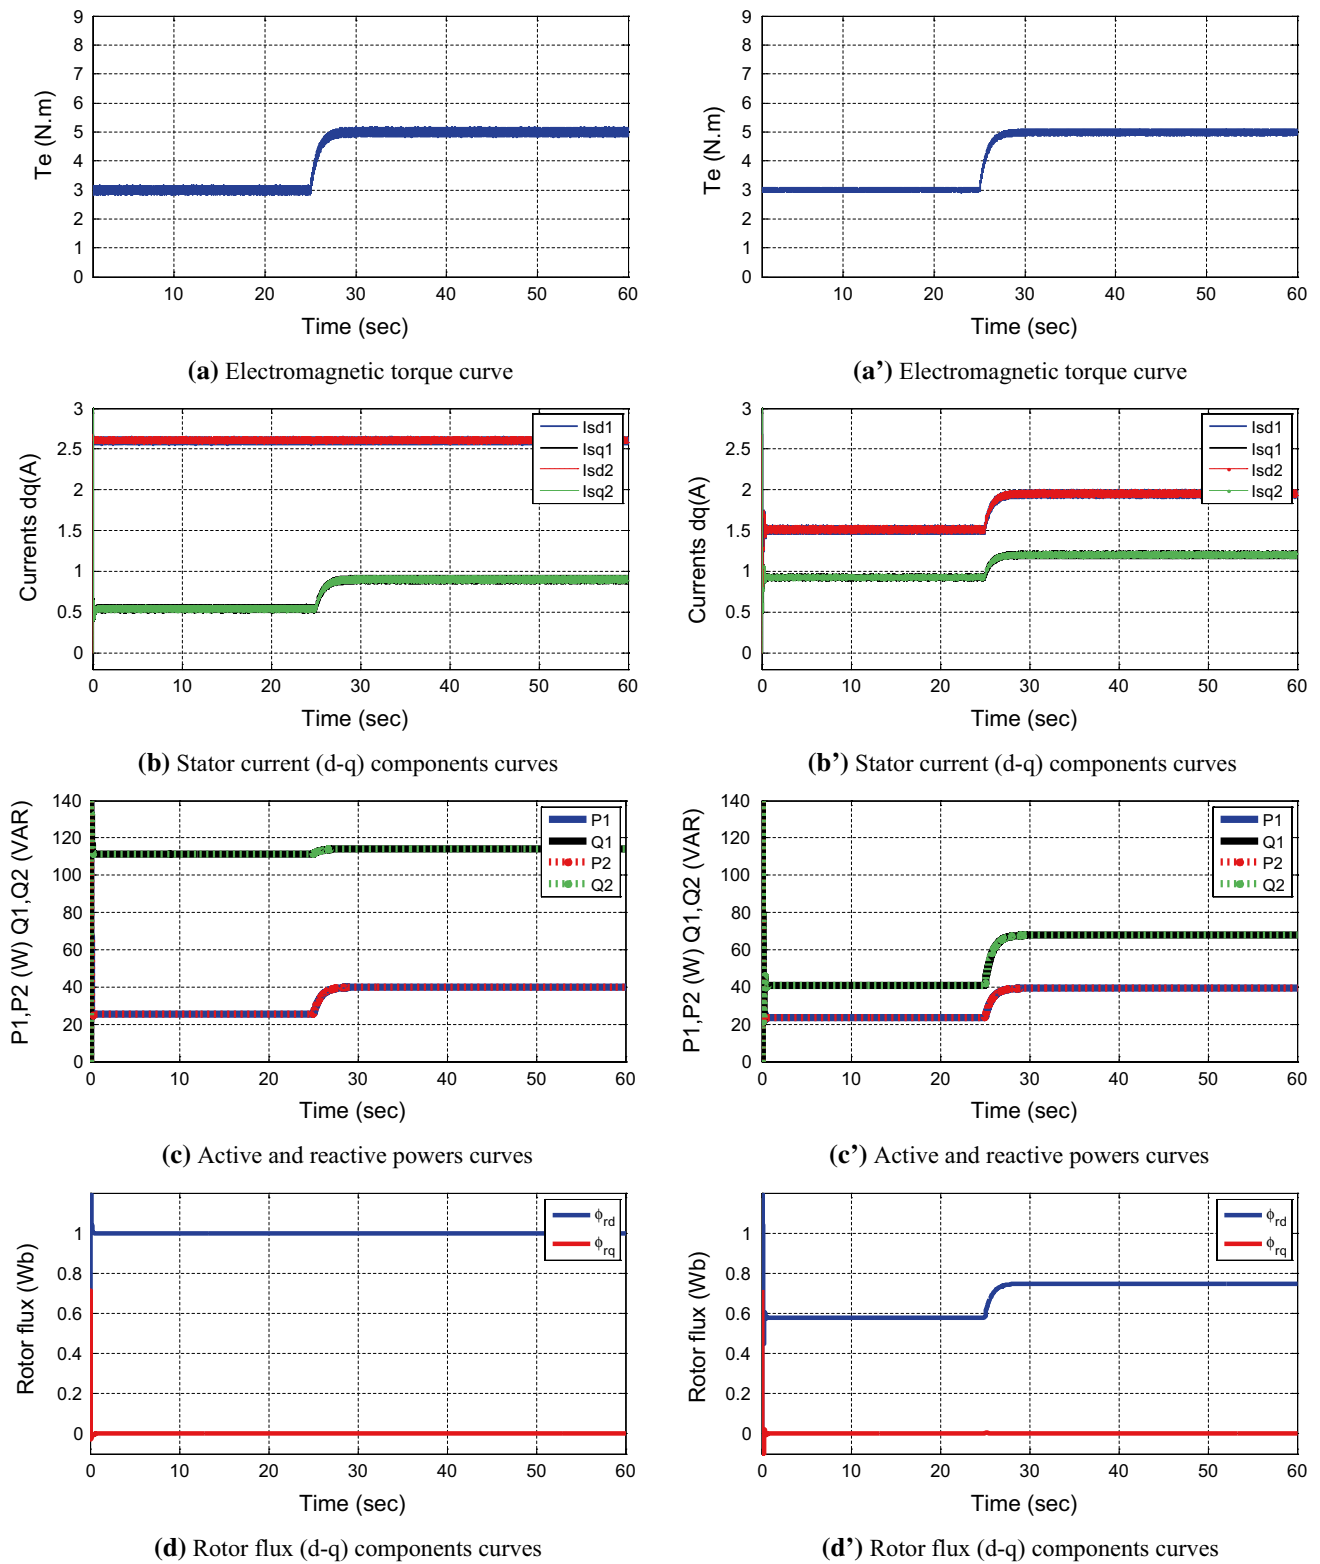 9
8
7
6
5
4
3
2
1
0
Te (N.m)
10 20 30 40 50 60
Time (sec)
(a) Electromagnetic torque curve
9
8
7
6
5
4
3
2
1
0
Te (N.m)
10 20 30 40 50 60
Time (sec)
(a’) Electromagnetic torque curve
3
2.5
2
1.5
1
0.5
0
Currents dq(A)
Isd1
Isq1
Isd2
Isq2
0 10 20 30 40 50 60
Time (sec)
(b) Stator current (d-q) components curves
3
2.5
2
1.5
1
0.5
0
Currents dq(A)
Isd1
Isq1
Isd2
Isq2
0 10 20 30 40 50 60
Time (sec)
(b’) Stator current (d-q) components curves
140
120
100
80
60
40
20
0
P1,P2 (W) Q1,Q2 (VAR)
P1
Q1
P2
Q2
0 10 20 30 40 50 60
Time (sec)
(c) Active and reactive powers curves
140
120
100
80
60
40
20
0
P1,P2 (W) Q1,Q2 (VAR)
P1
Q1
P2
Q2
0 10 20 30 40 50 60
Time (sec)
(c’) Active and reactive powers curves
1
0.8
0.6
0.4
0.2
0
Rotor flux (Wb)
ϕrd
ϕrq
0 10 20 30 40 50 60
Time (sec)
(d) Rotor flux (d-q) components curves
1
0.8
0.6
0.4
0.2
0
Rotor flux (Wb)
ϕrd
ϕrq
0 10 20 30 40 50 60
Time (sec)
(d’) Rotor flux (d-q) components curves